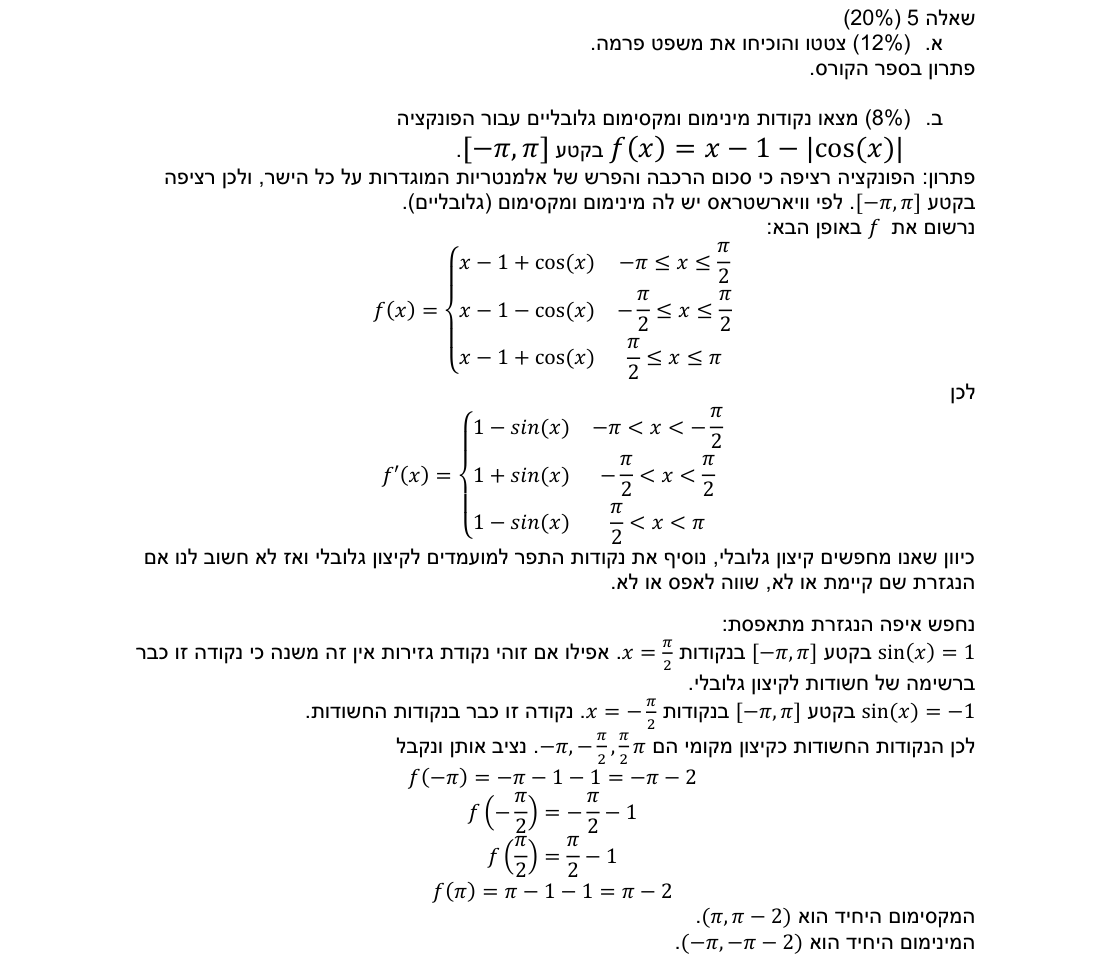 שאלה 5 (20%)
א. (12%) צטטו והוכיחו את משפט פרמה.
פתרון בספר הקורס.
ב. (8%) מצאו נקודות מינימום ומקסימום גלובליים עבור הפונקציה
f(x) = x − 1 − |cos(x)| בקטע [−π, π].
פתרון: הפונקציה רציפה כי סכום הרכבה והפרש של אלמנטריות המוגדרות על כל הישר, ולכן רציפה
בקטע [−π, π]. לפי וויארשטראס יש לה מינימום ומקסימום (גלובליים).
נרשום את f באופן הבא:
f(x) = { x − 1 + cos(x) −π ≤ x ≤ π/2
x − 1 − cos(x) −π/2 ≤ x ≤ π/2
x − 1 + cos(x) π/2 ≤ x ≤ π
לכן
f′(x) = { 1 − sin(x) −π < x < −π/2
1 + sin(x) −π/2 < x < π/2
1 − sin(x) π/2 < x < π
כיוון שאנו מחפשים קיצון גלובלי, נוסיף את נקודות התפר למועמדים לקיצון גלובלי ואז לא חשוב לנו אם
הנגזרת שם קיימת או לא, שווה לאפס או לא.
נחפש איפה הנגזרת מתאפסת:
sin(x) = 1 בקטע [−π, π] בנקודות x = π/2. אפילו אם זוהי נקודת גזירות אין זה משנה כי נקודה זו כבר
ברשימה של חשודות לקיצון גלובלי.
sin(x) = −1 בקטע [−π, π] בנקודות x = −π/2. נקודה זו כבר בנקודות החשודות.
לכן הנקודות החשודות כקיצון מקומי הם −π, −π/2, π/2 π. נציב אותן ונקבל
f(−π) = −π − 1 − 1 = −π − 2
f(−π/2) = −π/2 − 1
f(π/2) = π/2 − 1
f(π) = π − 1 − 1 = π − 2
המקסימום היחיד הוא (π, π − 2).
המינימום היחיד הוא (−π, −π − 2).